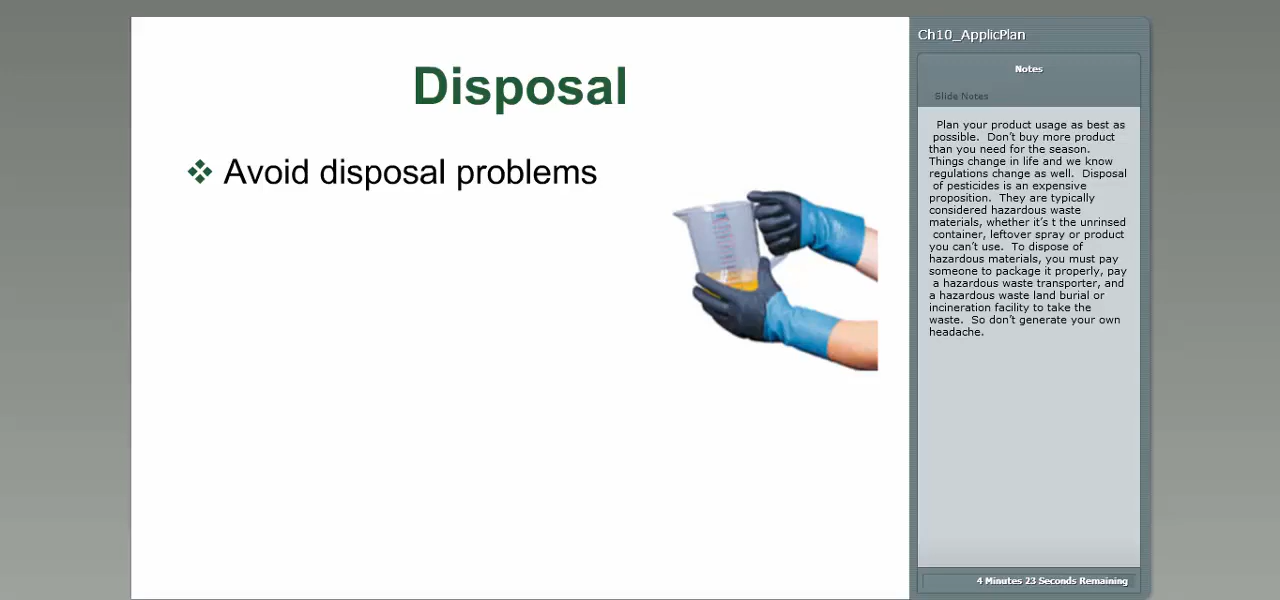 Disposal
Avoid disposal problems
Ch10_ApplicPlan
Notes
Slide Notes
Plan your product usage as best as
possible. Don't buy more product
than you need for the season.
Things change in life and we know
regulations change as well. Disposal
of pesticides is an expensive
proposition. They are typically
considered hazardous waste
materials, whether it's t the unrinsed
container, leftover spray or product
you can't use. To dispose of
hazardous materials, you must pay
someone to package it properly, pay
a hazardous waste transporter, and
a hazardous waste land burial or
incineration facility to take the
waste. So don't generate your own
headache.
4 Minutes 23 Seconds Remaining